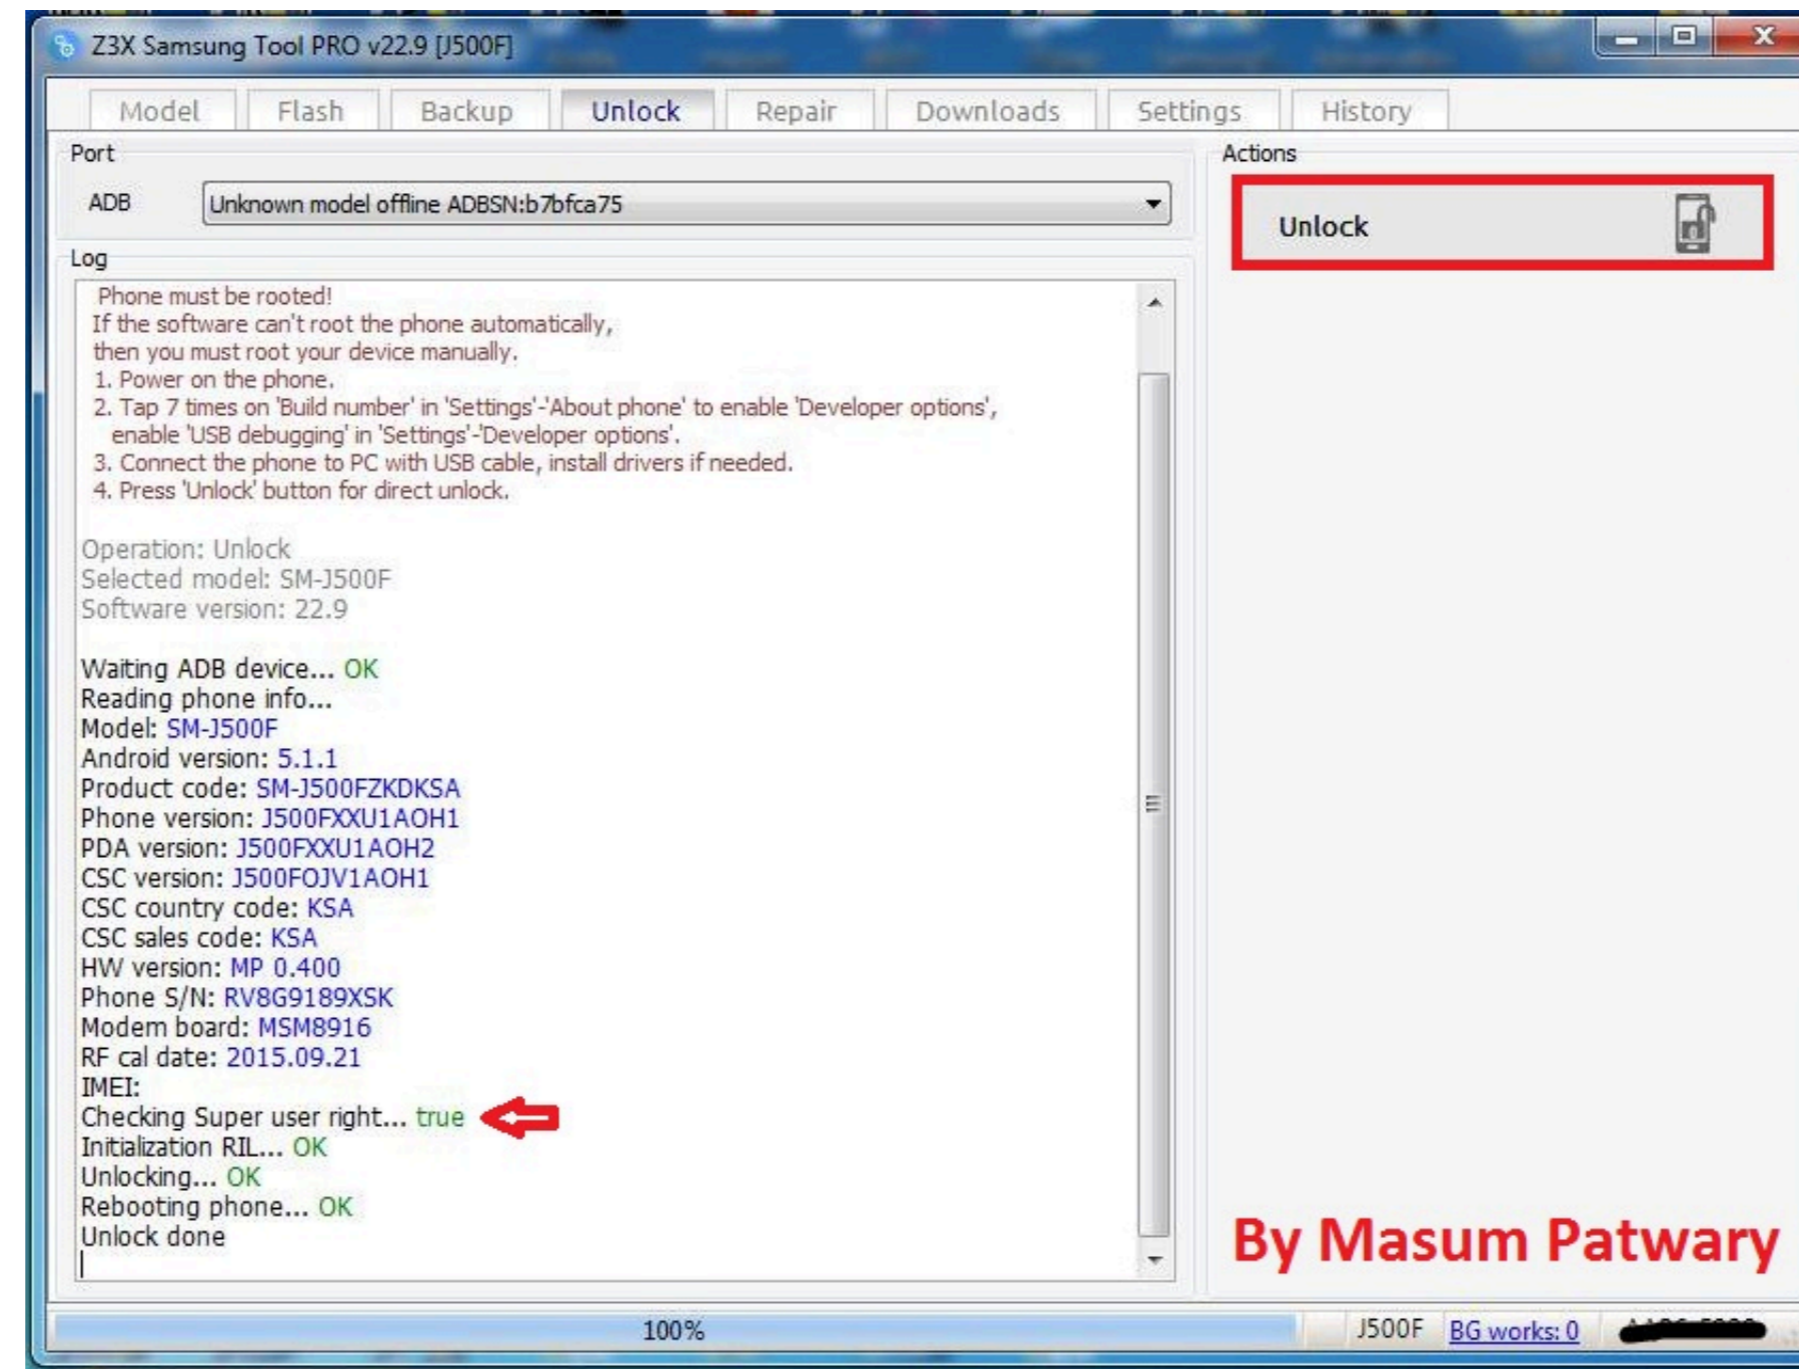 Z3X Samsung Tool PRO v22.9 [J500F]
Model Flash Backup Unlock Repair Downloads Settings History
Port
ADB Unknown model offline ADBSN:b7bfca75
Actions
Unlock
Log
Phone must be rooted!
If the software can't root the phone automatically,
then you must root your device manually.
1. Power on the phone.
2. Tap 7 times on 'Build number' in 'Settings'-'About phone' to enable 'Developer options',
enable 'USB debugging' in 'Settings'-'Developer options'.
3. Connect the phone to PC with USB cable, install drivers if needed.
4. Press 'Unlock' button for direct unlock.
Operation: Unlock
Selected model: SM-J500F
Software version: 22.9
Waiting ADB device... OK
Reading phone info...
Model: SM-J500F
Android version: 5.1.1
Product code: SM-J500FZKDKSA
Phone version: J500FXXU1AOH1
PDA version: J500FXXU1AOH2
CSC version: J500FOJV1AOH1
CSC country code: KSA
CSC sales code: KSA
HW version: MP 0.400
Phone S/N: RV8G9189XSK
Modem board: MSM8916
RF cal date: 2015.09.21
IMEI:
Checking Super user right... true
Initialization RIL... OK
Unlocking... OK
Rebooting phone... OK
Unlock done
By Masum Patwary
100% J500F BG works: 0